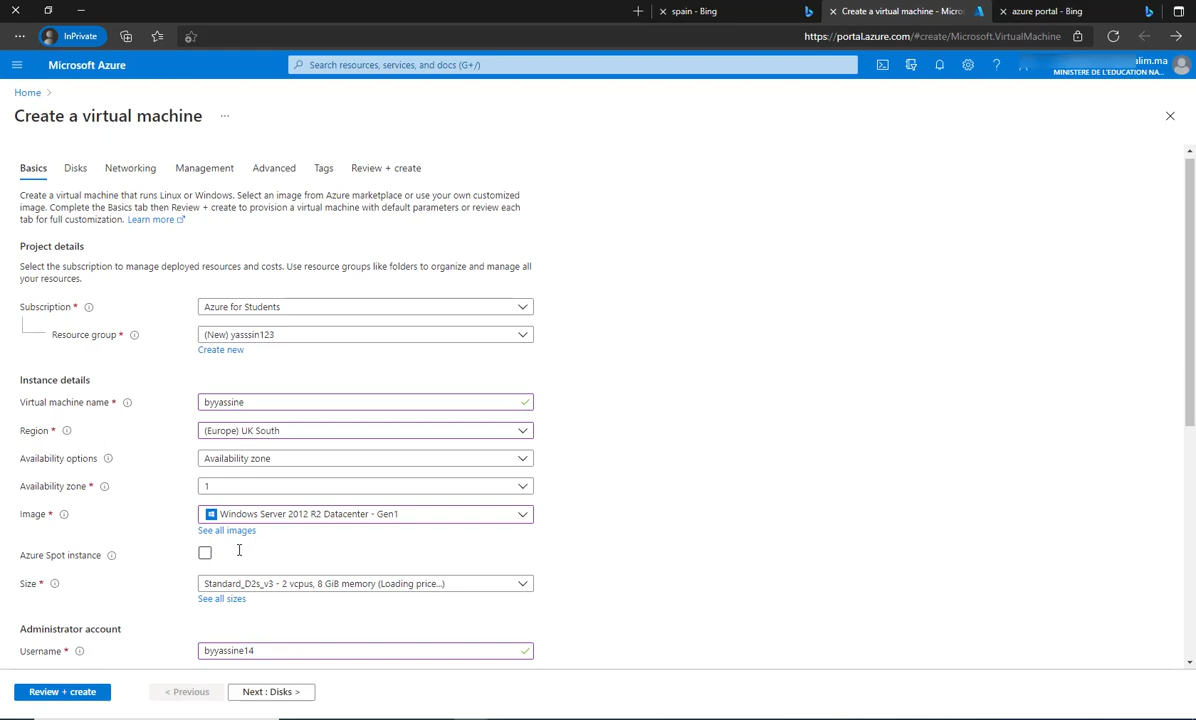 spain - Bing
Create a virtual machine - Micros
azure portal - Bing
InPrivate
https://portal.azure.com/#create/Microsoft.VirtualMachine
Microsoft Azure
Search resources, services, and docs (G+/)
MINISTERE DE L'EDUCATION NA...
Home
Create a virtual machine
Basics Disks Networking Management Advanced Tags Review + create
Create a virtual machine that runs Linux or Windows. Select an image from Azure marketplace or use your own customized
image. Complete the Basics tab then Review + create to provision a virtual machine with default parameters or review each
tab for full customization. Learn more
Project details
Select the subscription to manage deployed resources and costs. Use resource groups like folders to organize and manage all
your resources.
Subscription * Azure for Students
Resource group * (New) yasssin123
Create new
Instance details
Virtual machine name * byyassine
Region * (Europe) UK South
Availability options Availability zone
Availability zone * 1
Image * Windows Server 2012 R2 Datacenter - Gen1
See all images
Azure Spot instance
Size * Standard_D2s_v3 - 2 vcpus, 8 GiB memory (Loading price...)
See all sizes
Administrator account
Username * byyassine14
Review + create < Previous Next : Disks >